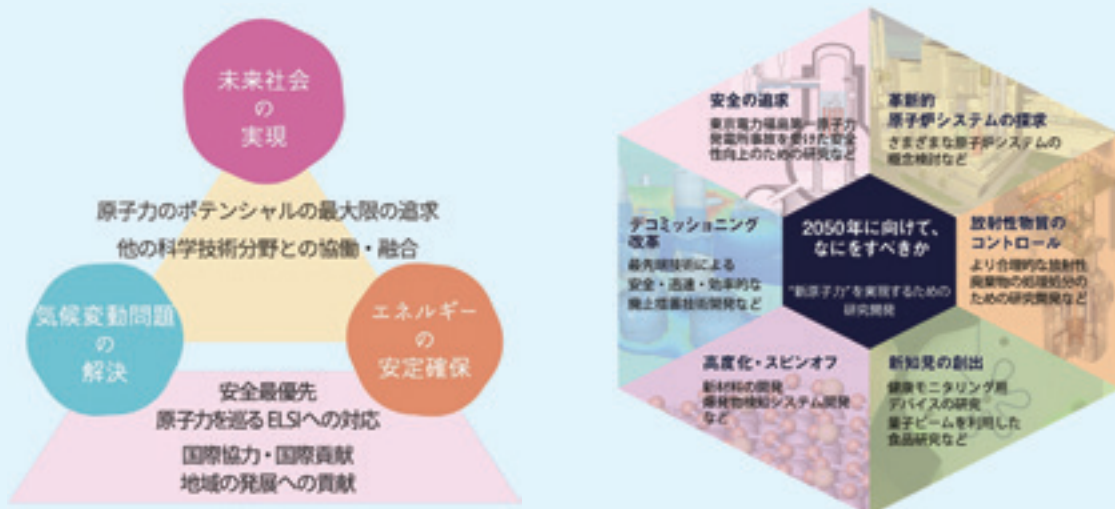 未来社会
の
実現
原子力のポテンシャルの最大限の追求
他の科学技術分野との協働・融合
気候変動問題
の
解決
エネルギー
の
安定確保
安全最優先
原子力を巡るELSIへの対応
国際協力・国際貢献
地域の発展への貢献
安全の追求
東京電力福島第一原子力
発電所事故を受けた安全
性向上のための研究など
革新的
原子炉システムの探求
さまざまな原子炉システムの
概念検討など
デコミッショニング
改革
最先端技術による
安全・迅速・効率的な
廃止措置技術開発など
2050年に向けて、
なにをすべきか
"新原子力"を実現するための
研究開発
放射性物質の
コントロール
より合理的な放射性
廃棄物の処理処分の
ための研究開発など
高度化・スピンオフ
新材料の開発
爆発物検知システム開発
など
新知見の創出
健康モニタリング用
デバイスの研究
量子ビームを利用した
食品研究など